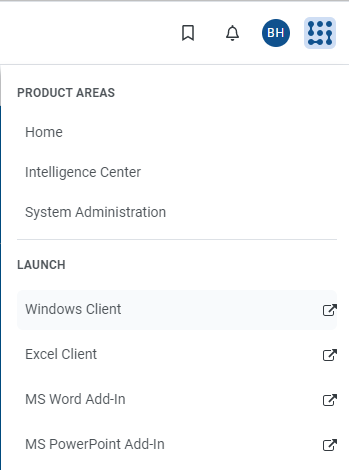 BH
PRODUCT AREAS
Home
Intelligence Center
System Administration
LAUNCH
Windows Client
Excel Client
MS Word Add-In
MS PowerPoint Add-In